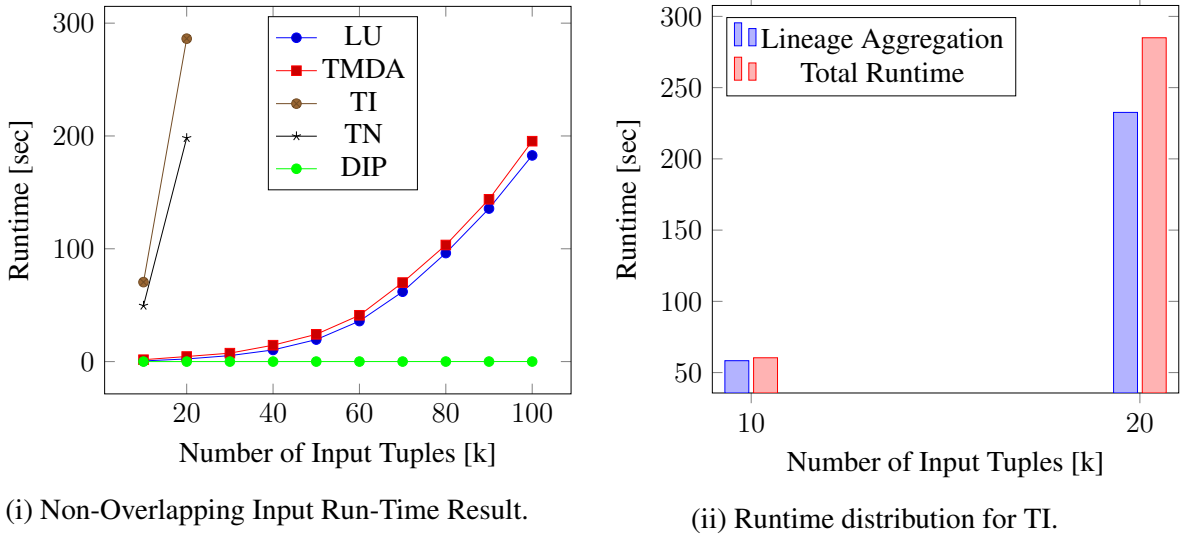 300
200
100
0
Runtime [sec]
LU
TMDA
TI
TN
DIP
20 40 60 80 100
Number of Input Tuples [k]
(i) Non-Overlapping Input Run-Time Result.
300
250
200
150
100
50
Runtime [sec]
Lineage Aggregation
Total Runtime
10 20
Number of Input Tuples [k]
(ii) Runtime distribution for TI.